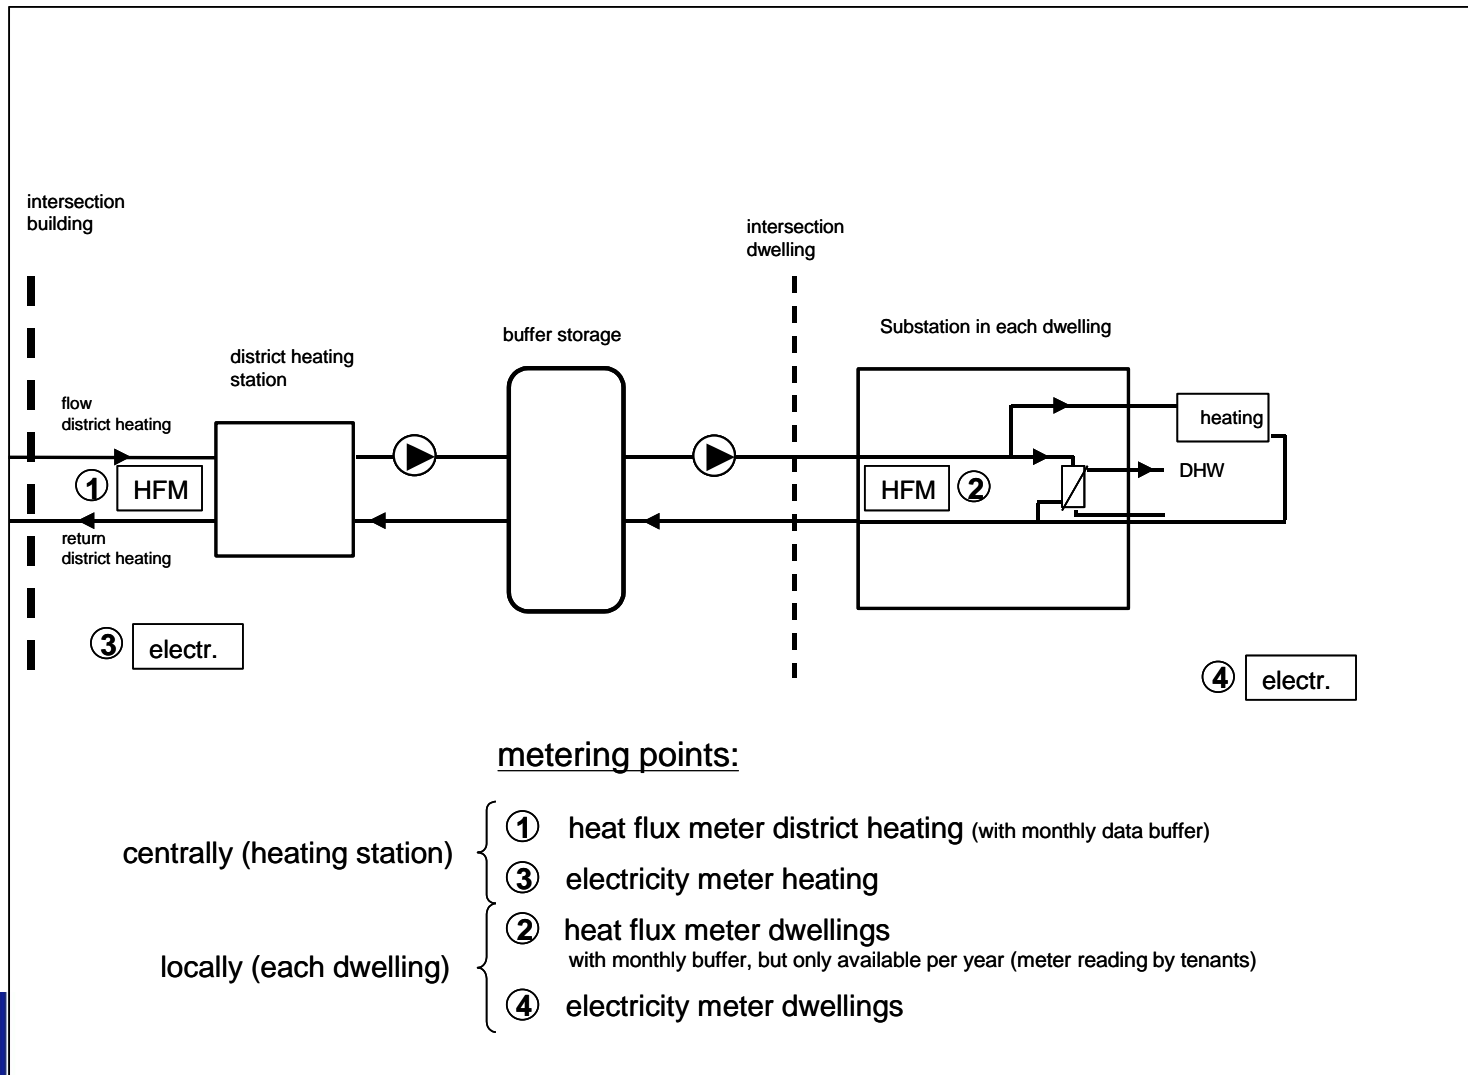 intersection
building
intersection
dwelling
Substation in each dwelling
buffer storage
district heating
station
flow
district heating
heating
1 HFM
HFM 2
DHW
return
district heating
3 electr.
4 electr.
metering points:
centrally (heating station)
1 heat flux meter district heating (with monthly data buffer)
3 electricity meter heating
locally (each dwelling)
2 heat flux meter dwellings
with monthly buffer, but only available per year (meter reading by tenants)
4 electricity meter dwellings